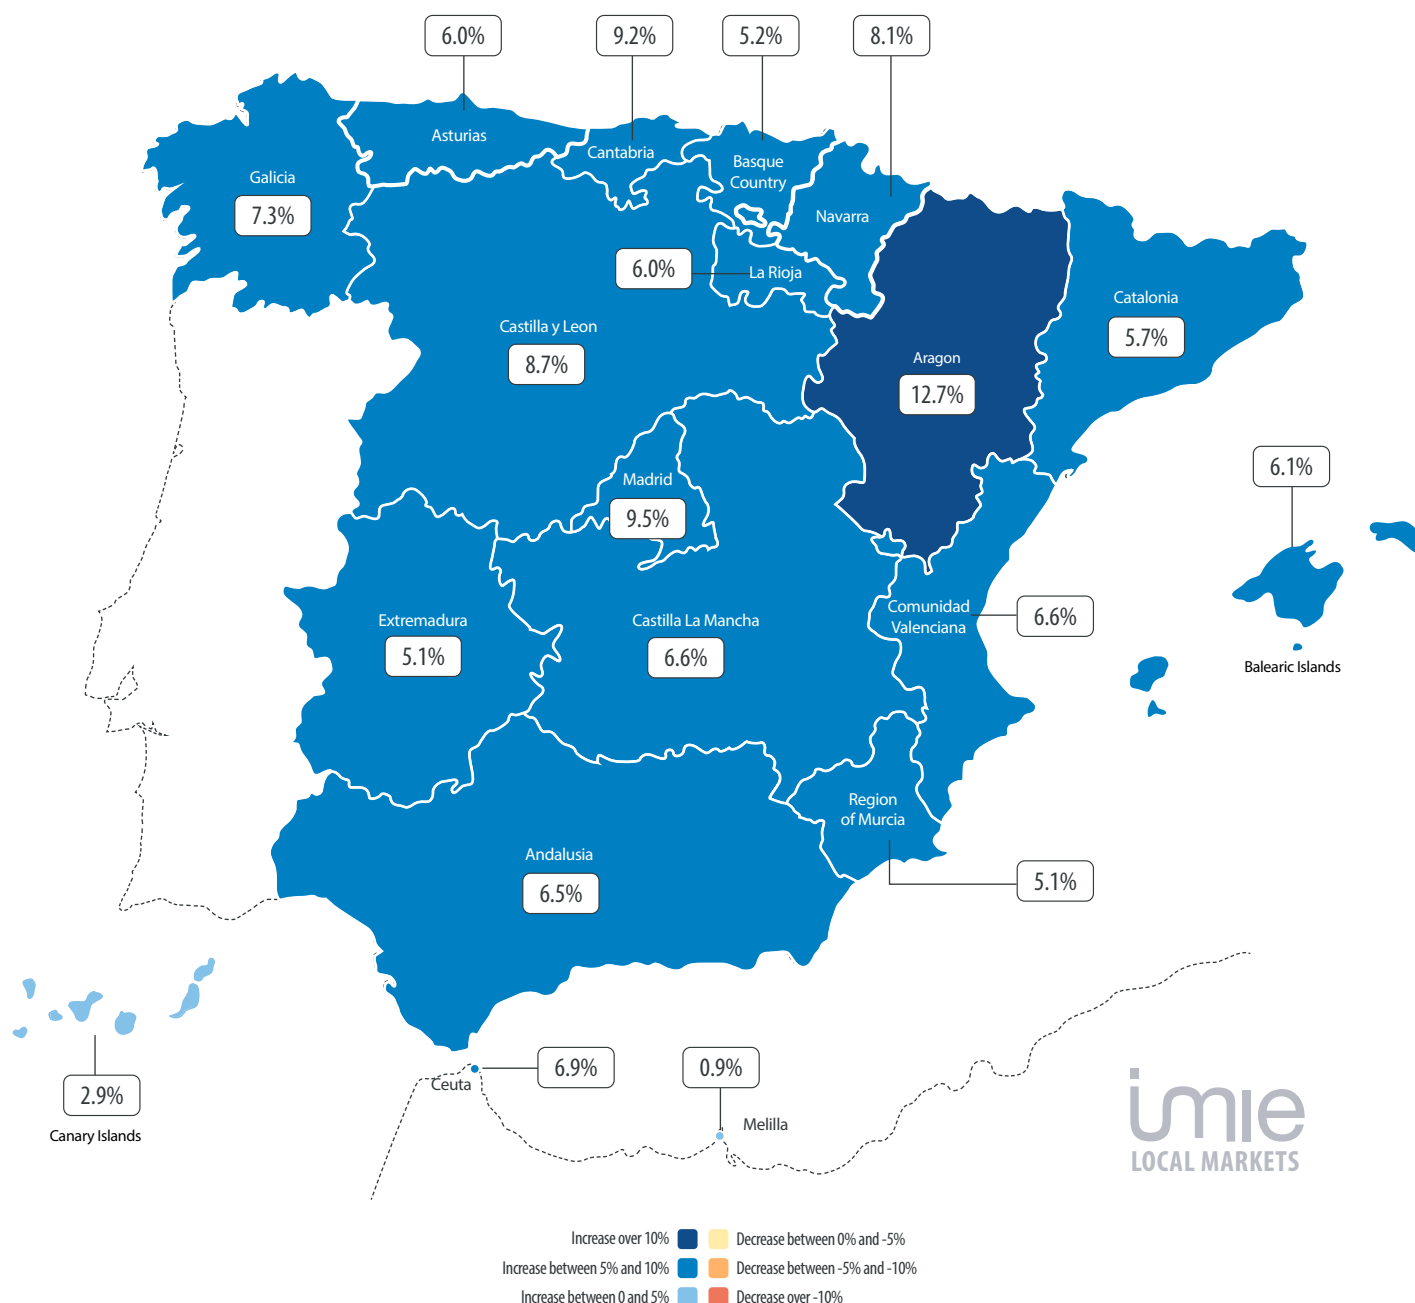 6.0%
9.2%
5.2%
8.1%
Asturias
Cantabria
Basque
Country
Galicia
7.3%
Navarra
6.0%
La Rioja
Catalonia
5.7%
Castilla y Leon
8.7%
Aragon
12.7%
Madrid
9.5%
6.1%
Balearic Islands
Extremadura
5.1%
Castilla La Mancha
6.6%
Comunidad
Valenciana
6.6%
Region
of Murcia
5.1%
Andalusia
6.5%
2.9%
Canary Islands
Ceuta
6.9%
0.9%
Melilla
imie
LOCAL MARKETS
Increase over 10%
Decrease between 0% and -5%
Increase between 5% and 10%
Decrease between -5% and -10%
Increase between 0 and 5%
Decrease over -10%